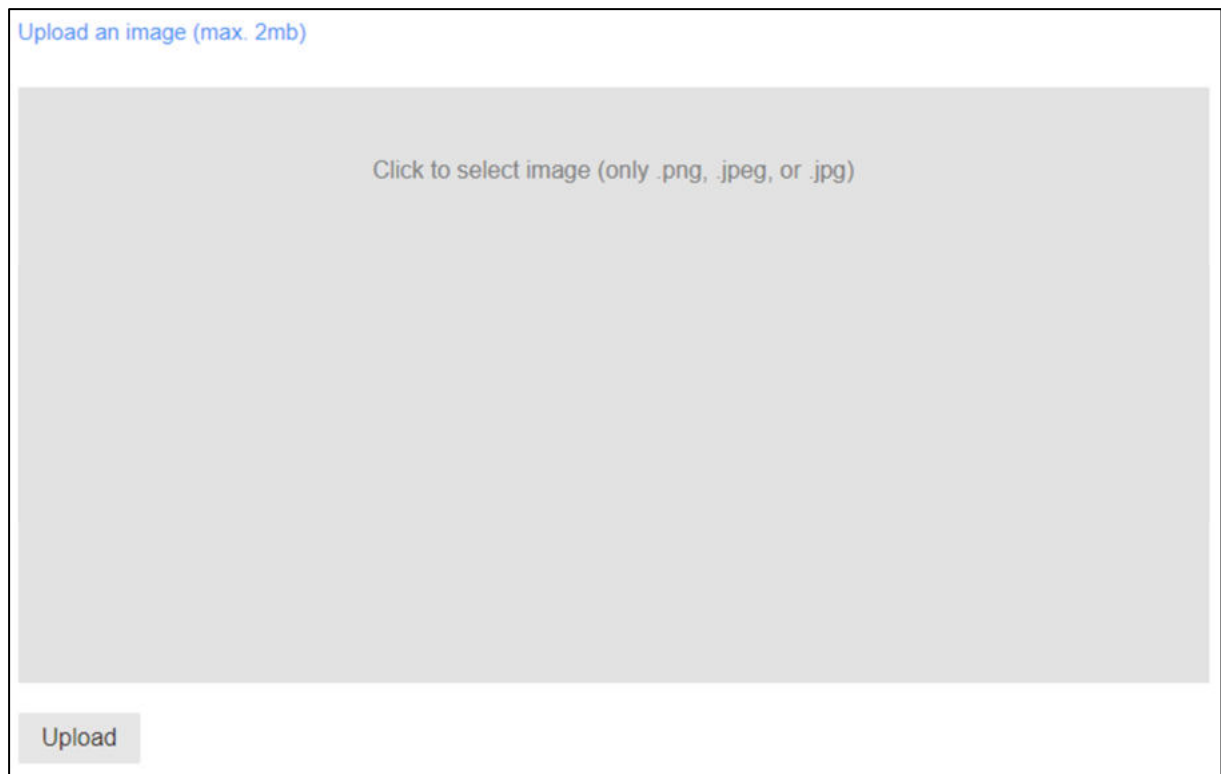 Upload an image (max. 2mb)
Click to select image (only .png, .jpeg, or .jpg)
Upload